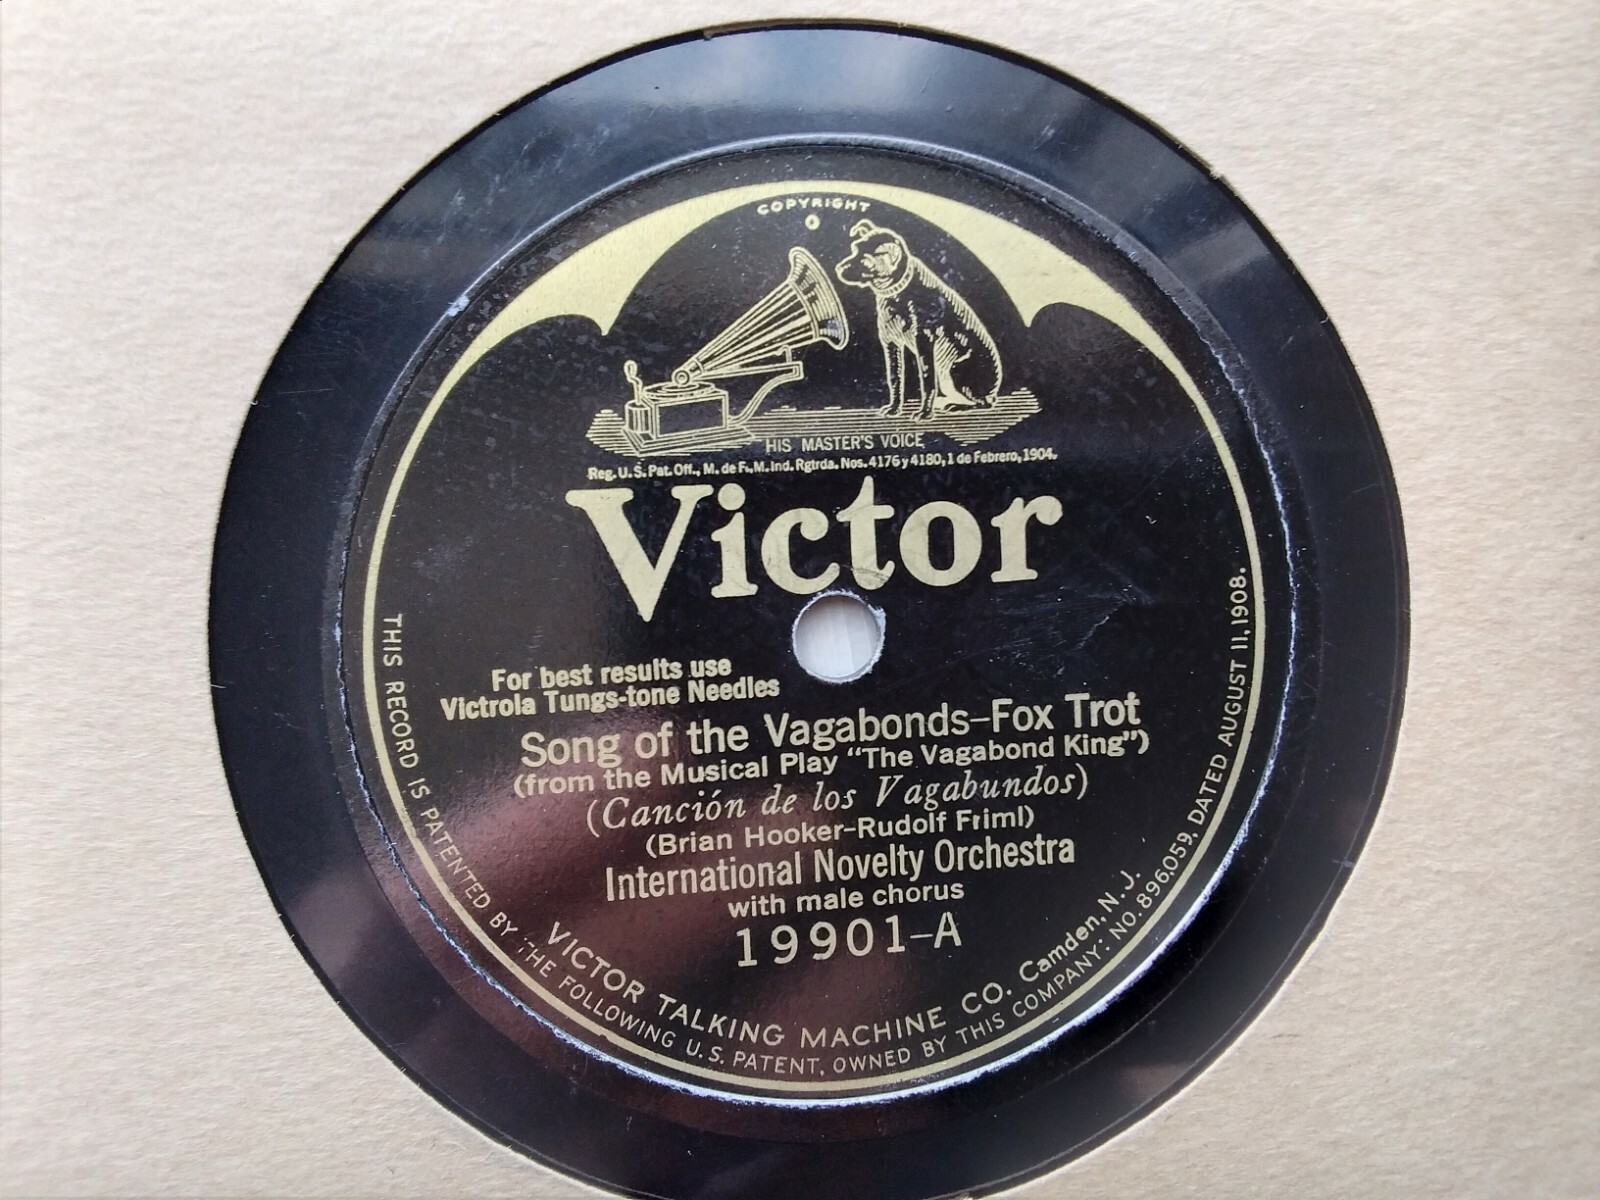 COPYRIGHT
HIS MASTER'S VOICE
Reg. U.S. Pat. Off., M. de F., M. Ind. Rgtrda. Nos. 4176 y 4180, 1 de Febrero, 1904.
Victor
For best results use
Victrola Tungs-tone Needles
Song of the Vagabonds–Fox Trot
(from the Musical Play "The Vagabond King")
(Canción de los Vagabundos)
(Brian Hooker–Rudolf Friml)
International Novelty Orchestra
with male chorus
19901–A
VICTOR TALKING MACHINE CO. Camden, N. J.
THIS RECORD IS PATENTED BY THE FOLLOWING U.S. PATENT, OWNED BY THIS COMPANY: NO. 896,059, DATED AUGUST 11, 1908.